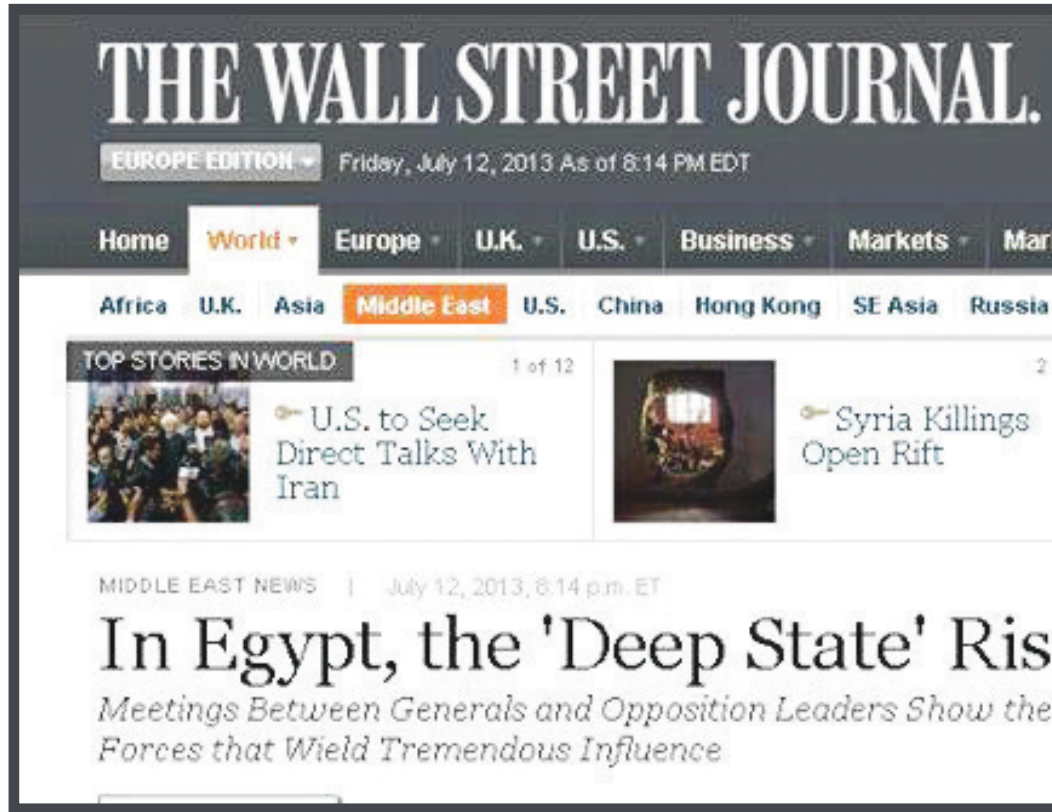 THE WALL STREET JOURNAL.
EUROPE EDITION Friday, July 12, 2013 As of 8:14 PM EDT
Home World Europe U.K. U.S. Business Markets Mar
Africa U.K. Asia Middle East U.S. China Hong Kong SE Asia Russia
TOP STORIES IN WORLD
1 of 12
U.S. to Seek
Direct Talks With
Iran
2
Syria Killings
Open Rift
MIDDLE EAST NEWS | July 12, 2013, 8:14 p.m. ET
In Egypt, the 'Deep State' Ris
Meetings Between Generals and Opposition Leaders Show the
Forces that Wield Tremendous Influence